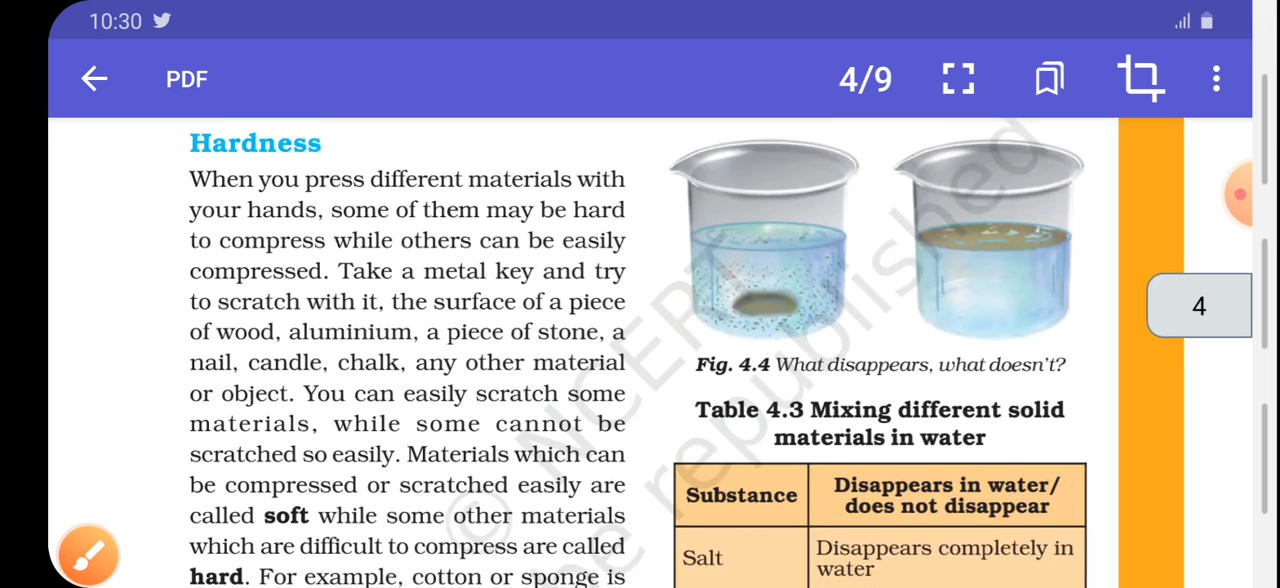 10:30
PDF
4/9
Hardness
When you press different materials with
your hands, some of them may be hard
to compress while others can be easily
compressed. Take a metal key and try
to scratch with it, the surface of a piece
of wood, aluminium, a piece of stone, a
nail, candle, chalk, any other material
or object. You can easily scratch some
materials, while some cannot be
scratched so easily. Materials which can
be compressed or scratched easily are
called soft while some other materials
which are difficult to compress are called
hard. For example, cotton or sponge is
Fig. 4.4 What disappears, what doesn't?
Table 4.3 Mixing different solid
materials in water
Substance
Disappears in water/
does not disappear
Salt
Disappears completely in
water
4
© NCERT
be republished